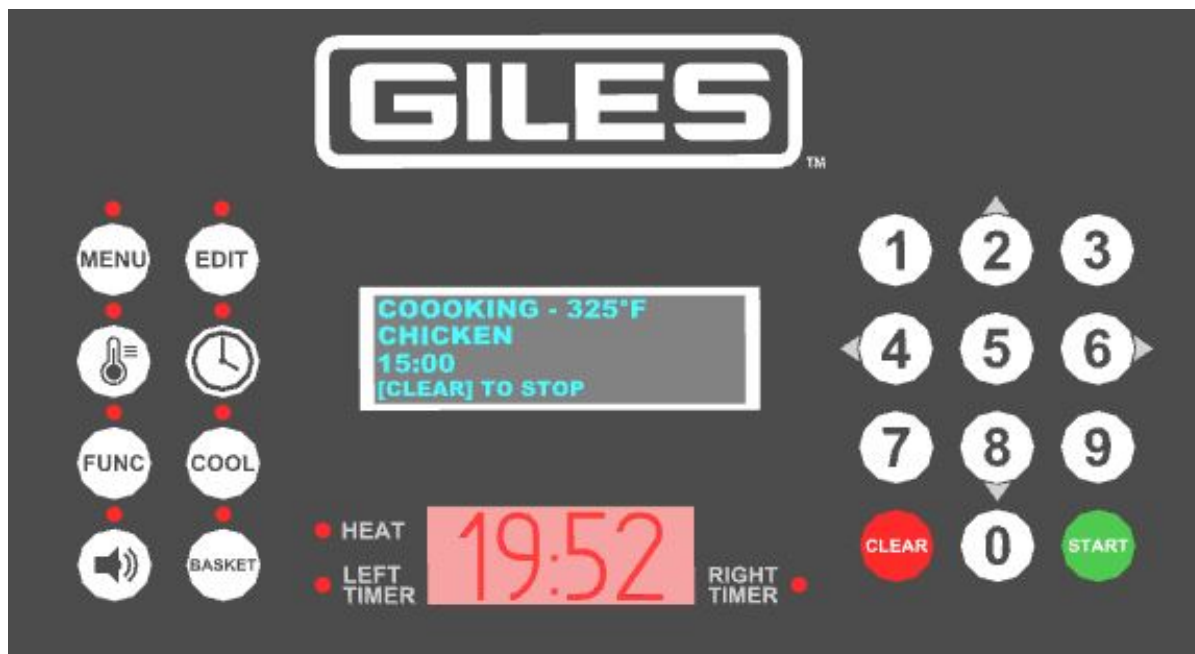 GILES
TM
MENU
EDIT
FUNC
COOL
BASKET
COOOKING - 325°F
CHICKEN
15:00
[CLEAR] TO STOP
HEAT
LEFT
TIMER
19:52
RIGHT
TIMER
1 2 3
4 5 6
7 8 9
CLEAR 0 START